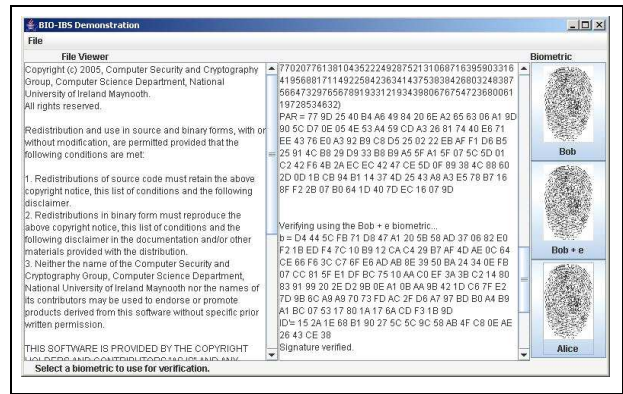 BIO-IBS Demonstration
File
File Viewer
Biometric
Copyright (c) 2005, Computer Security and Cryptography
Group, Computer Science Department, National
University of Ireland Maynooth.
All rights reserved.
Redistribution and use in source and binary forms, with or
without modification, are permitted provided that the
following conditions are met:
1. Redistributions of source code must retain the above
copyright notice, this list of conditions and the following
disclaimer.
2. Redistributions in binary form must reproduce the
above copyright notice, this list of conditions and the
following disclaimer in the documentation and/or other
materials provided with the distribution.
3. Neither the name of the Computer Security and
Cryptography Group, Computer Science Department,
National University of Ireland Maynooth nor the names of
its contributors may be used to endorse or promote
products derived from this software without specific prior
written permission.
THIS SOFTWARE IS PROVIDED BY THE COPYRIGHT
HOLDERS AND CONTRIBUTORS "AS IS" AND ANY
770207761381043522249287521310687163959033 16
41956881711492258423634143753838426803248387
56647329765678919331219343980676754723680061
19728534632)
PAR = 77 9D 25 40 B4 A6 49 84 20 6E A2 65 63 06 A1 9D
90 5C D7 0E 05 4E 53 A4 59 CD A3 26 81 74 40 E6 71
EE 43 76 E0 A3 92 B9 C8 D5 25 02 22 EB AF F1 D6 B5
25 91 4C B8 29 D9 33 B8 B9 A5 5F A1 5F 07 5C 5D 01
C2 42 F6 4B 2A EC EC 42 47 CE 5D 0F 89 38 4C 88 60
2D 0D 1B CB 94 B1 14 37 4D 25 43 A8 A3 E5 78 B7 16
8F F2 2B 07 B0 64 1D 40 7D EC 16 07 9D
Verifying using the Bob + e biometric...
b = D4 44 5C FB 71 D8 47 A1 20 5B 58 AD 37 06 82 E0
F2 1B ED F4 7C 10 B9 12 CA C4 29 B7 AF 4D AE 0C 64
CE 66 F6 3C C7 6F E6 AD AB 8E 39 50 BA 24 34 0E FB
07 CC 81 5F E1 DF BC 75 10 AA C0 EF 3A 3B C2 14 80
83 91 99 20 2E D2 9B 0E A1 0B AA 9B 42 1D C6 7F E2
7D 9B 6C A9 A9 70 73 FD AC 2F D6 A7 97 BD B0 A4 B9
A1 BC 07 53 17 80 1A 17 6A CD F3 1B 9D
ID'= 15 2A 1E 68 B1 90 27 5C 5C 9C 58 AB 4F C8 0E AE
26 43 CE 38
Signature verified.
Bob
Bob + e
Alice
Select a biometric to use for verification.